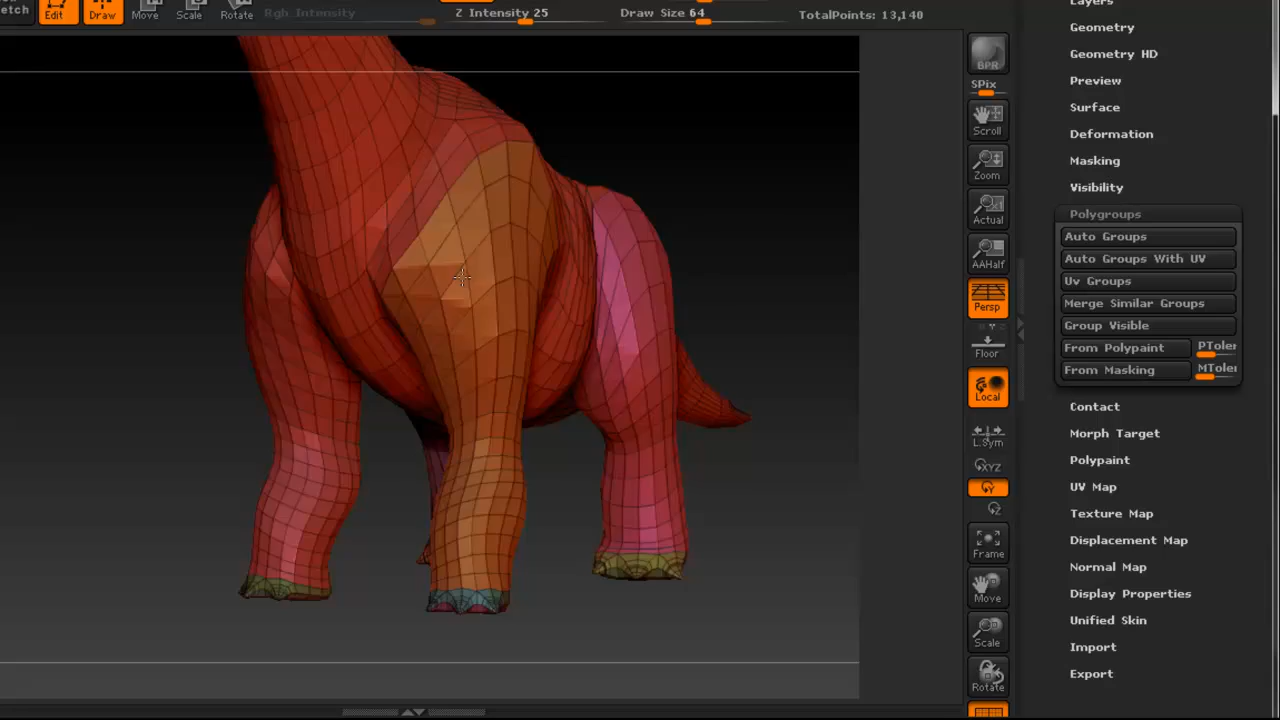 etch
Edit
Draw
Move
Scale
Rotate
Rgb Intensity
Z Intensity 25
Draw Size 64
TotalPoints: 13,140
BPR
SPix
Scroll
Zoom
Actual
AAHalf
Persp
Floor
Local
L.Sym
XYZ
Y
Z
Frame
Move
Scale
Rotate
Layers
Geometry
Geometry HD
Preview
Surface
Deformation
Masking
Visibility
Polygroups
Auto Groups
Auto Groups With UV
Uv Groups
Merge Similar Groups
Group Visible
From Polypaint PToler
From Masking MToler
Contact
Morph Target
Polypaint
UV Map
Texture Map
Displacement Map
Normal Map
Display Properties
Unified Skin
Import
Export